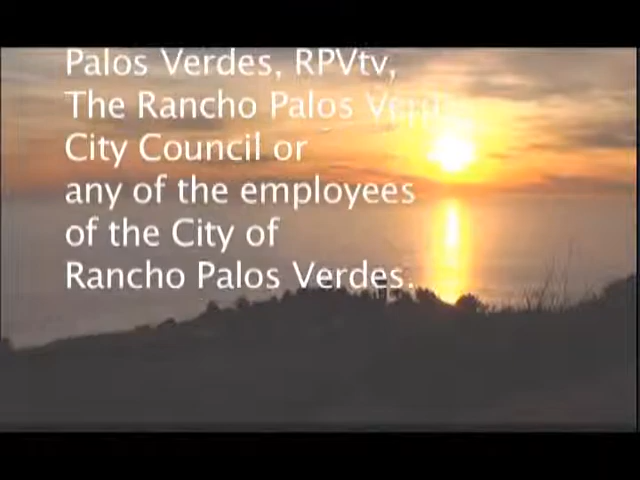 Palos Verdes, RPVtv,
The Rancho Palos Verdes
City Council or
any of the employees
of the City of
Rancho Palos Verdes.